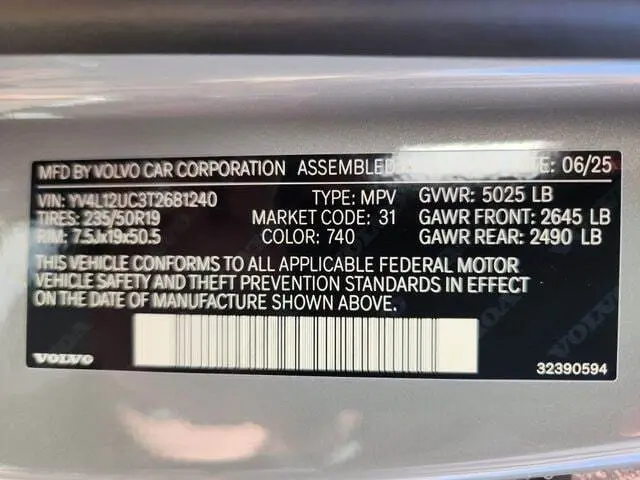 MFD BY VOLVO CAR CORPORATION ASSEMBLED DATE: 06/25
VIN: YV4L12UC3T2681240 TYPE: MPV GVWR: 5025 LB
TIRES: 235/50R19 MARKET CODE: 31 GAWR FRONT: 2645 LB
RIM: 7.5Jx19x50.5 COLOR: 740 GAWR REAR: 2490 LB
THIS VEHICLE CONFORMS TO ALL APPLICABLE FEDERAL MOTOR
VEHICLE SAFETY AND THEFT PREVENTION STANDARDS IN EFFECT
ON THE DATE OF MANUFACTURE SHOWN ABOVE.
VOLVO
32390594